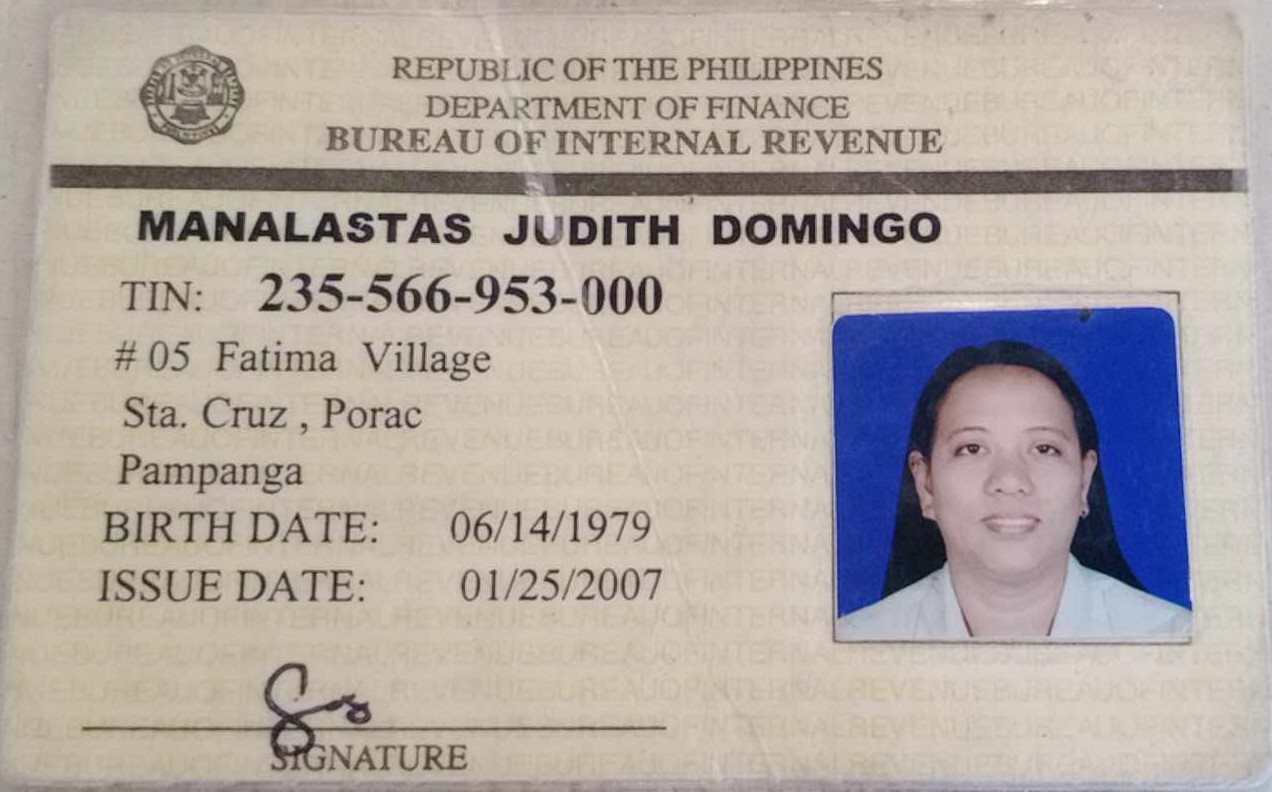 REPUBLIC OF THE PHILIPPINES
DEPARTMENT OF FINANCE
BUREAU OF INTERNAL REVENUE
MANALASTAS JUDITH DOMINGO
TIN: 235-566-953-000
# 05 Fatima Village
Sta. Cruz , Porac
Pampanga
BIRTH DATE: 06/14/1979
ISSUE DATE: 01/25/2007
SIGNATURE